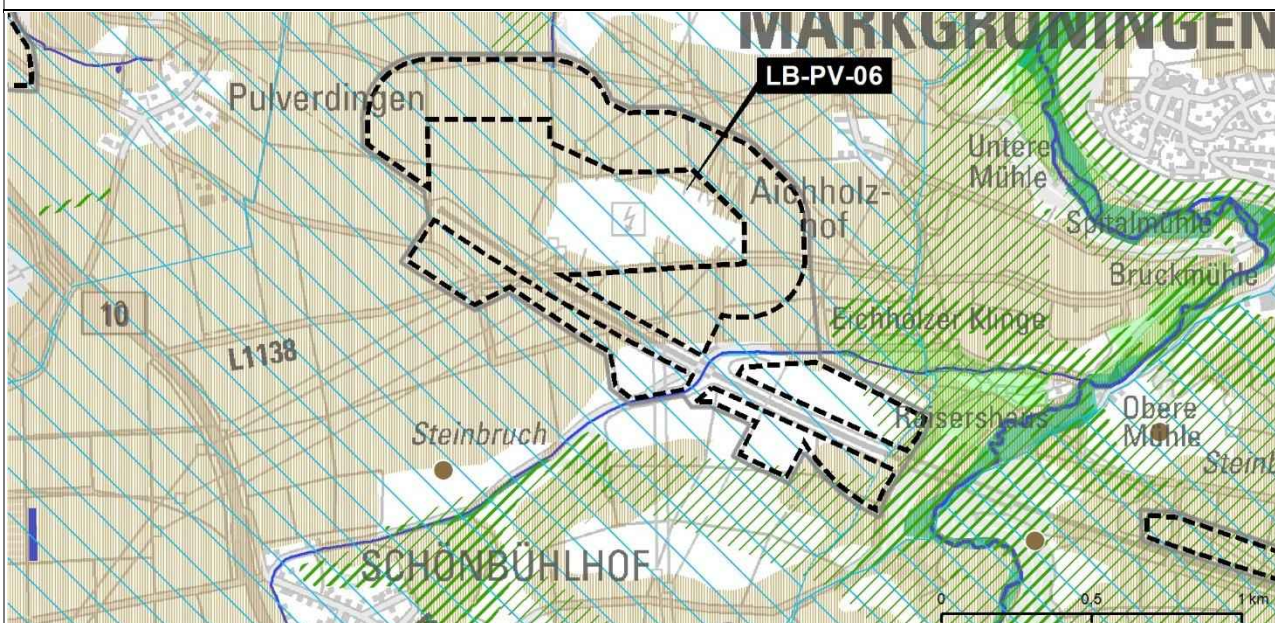 MARKGRÖNINGEN
LB-PV-06
Pulverdingen
Untere
Mühle
Aichholz-
hof
Spitalmühle
Bruckmühle
10
L1138
Eichholzer Klinge
Steinbruch
Reisershaus
Obere
Mühle
SCHÖNBÜHLHOF
0
0,5
1 km